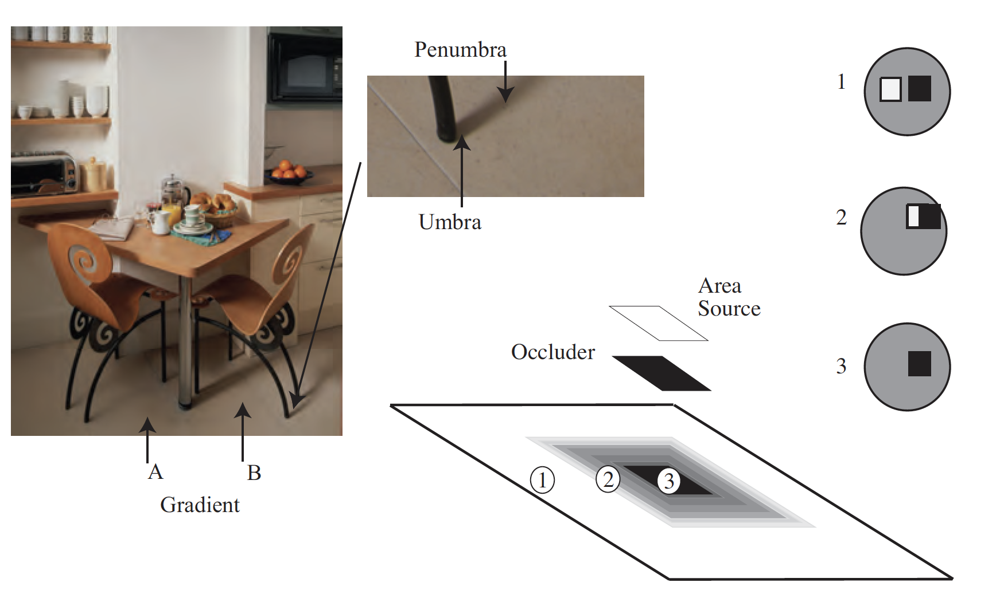 Penumbra
Umbra
A
B
Gradient
Area
Source
Occluder
1
2
3
1
2
3